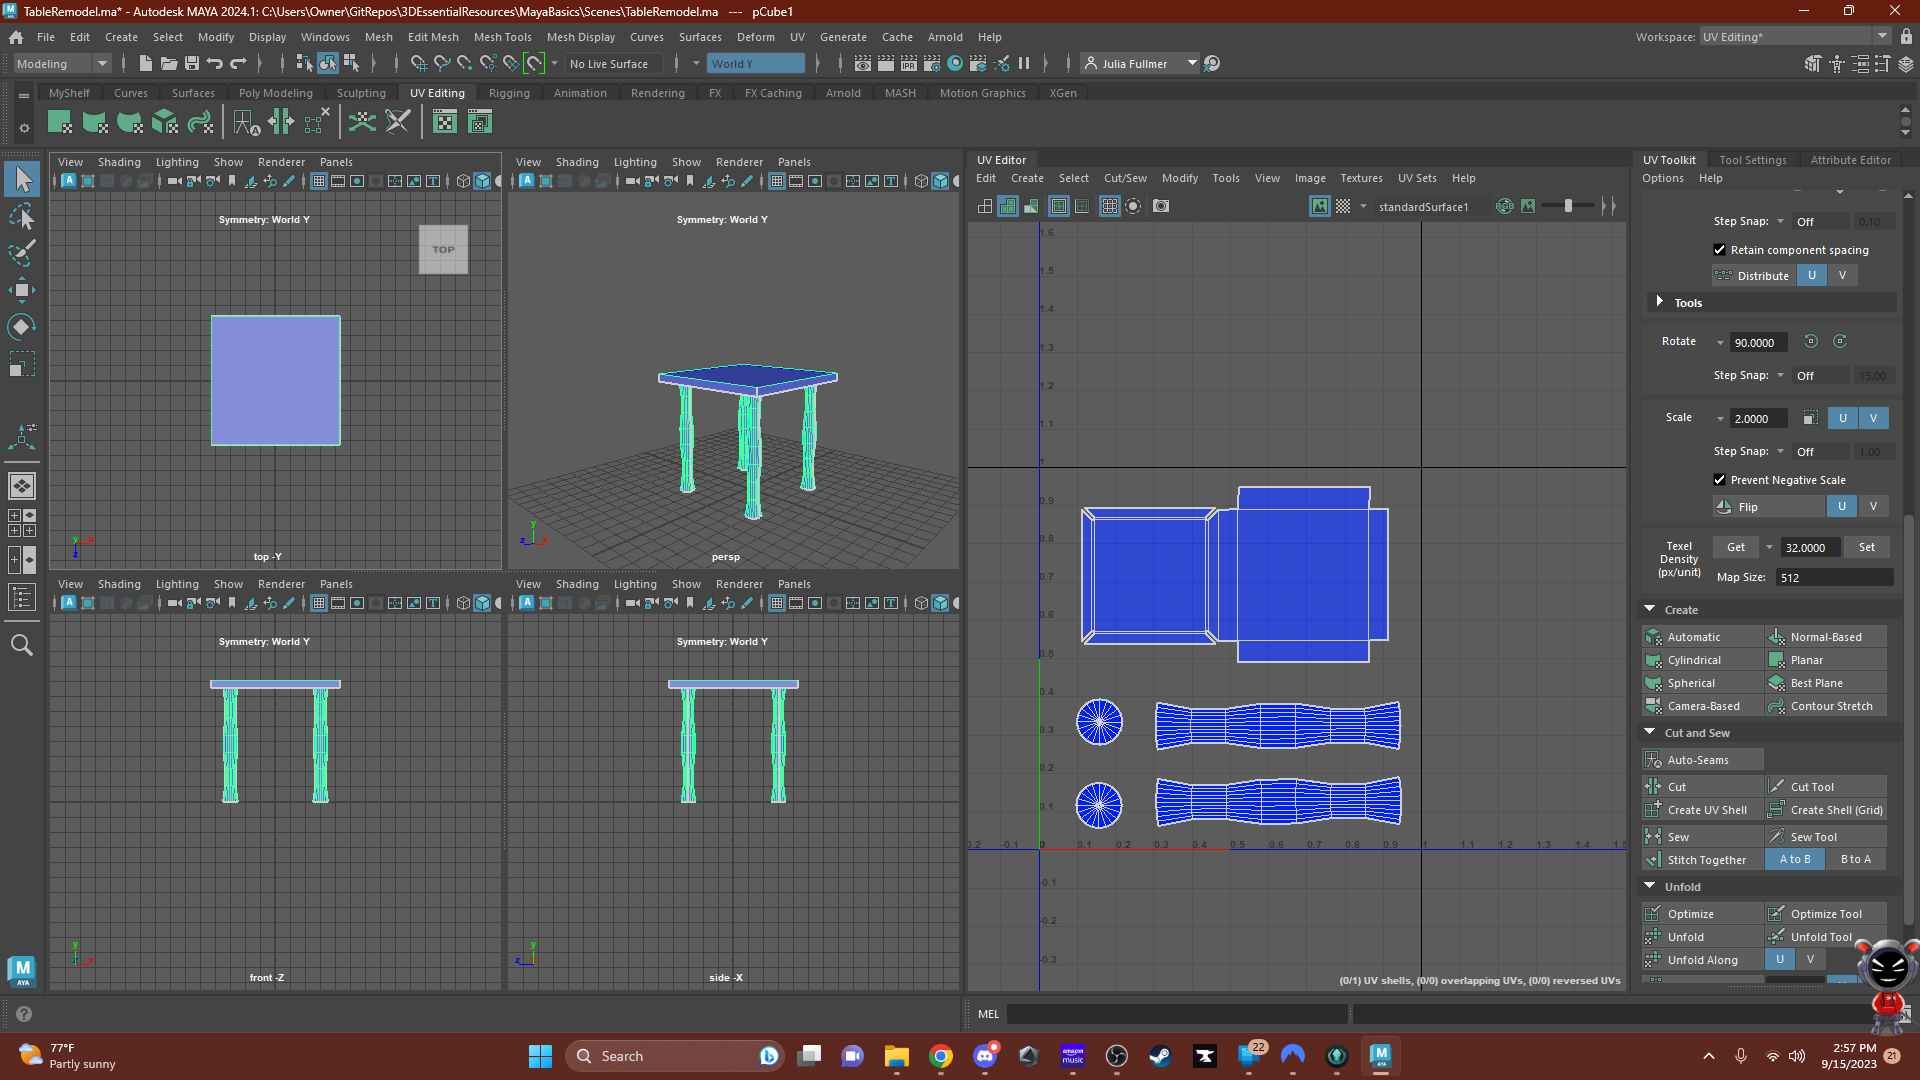 TableRemodel.ma* - Autodesk MAYA 2024.1: C:\Users\Owner\GitRepos\3DEssentialResources\MayaBasics\Scenes\TableRemodel.ma --- pCube1
File Edit Create Select Modify Display Windows Mesh Edit Mesh Mesh Tools Mesh Display Curves Surfaces Deform UV Generate Cache Arnold Help
Workspace: UV Editing*
Modeling No Live Surface World Y IPR Julia Fullmer
MyShelf Curves Surfaces Poly Modeling Sculpting UV Editing Rigging Animation Rendering FX FX Caching Arnold MASH Motion Graphics XGen
View Shading Lighting Show Renderer Panels
Symmetry: World Y
TOP
top -Y
View Shading Lighting Show Renderer Panels
Symmetry: World Y
persp
View Shading Lighting Show Renderer Panels
Symmetry: World Y
front -Z
View Shading Lighting Show Renderer Panels
Symmetry: World Y
side -X
UV Editor
Edit Create Select Cut/Sew Modify Tools View Image Textures UV Sets Help
standardSurface1 RGB
1.6
1.5
1.4
1.3
1.2
1.1
1
0.9
0.8
0.7
0.6
0.5
0.4
0.3
0.2
0.1
0.2 -0.1 0 0.1 0.2 0.3 0.4 0.5 0.6 0.7 0.8 0.9 1 1.1 1.2 1.3 1.4 1.5
-0.1
-0.2
-0.3
(0/1) UV shells, (0/0) overlapping UVs, (0/0) reversed UVs
UV Toolkit Tool Settings Attribute Editor
Options Help
Step Snap: Off 0.10
Retain component spacing
Distribute U V
Tools
Rotate 90.0000
Step Snap: Off 15.00
Scale 2.0000 U V
Step Snap: Off 1.00
Prevent Negative Scale
Flip U V
Texel Density (px/unit) Get 32.0000 Set
Map Size: 512
Create
Automatic Normal-Based
Cylindrical Planar
Spherical Best Plane
Camera-Based Contour Stretch
Cut and Sew
Auto-Seams
Cut Cut Tool
Create UV Shell Create Shell (Grid)
Sew Sew Tool
Stitch Together A to B B to A
Unfold
Optimize Optimize Tool
Unfold Unfold Tool
Unfold Along U V
MEL
77°F
Partly sunny
Search
22
2:57 PM
9/15/2023
21